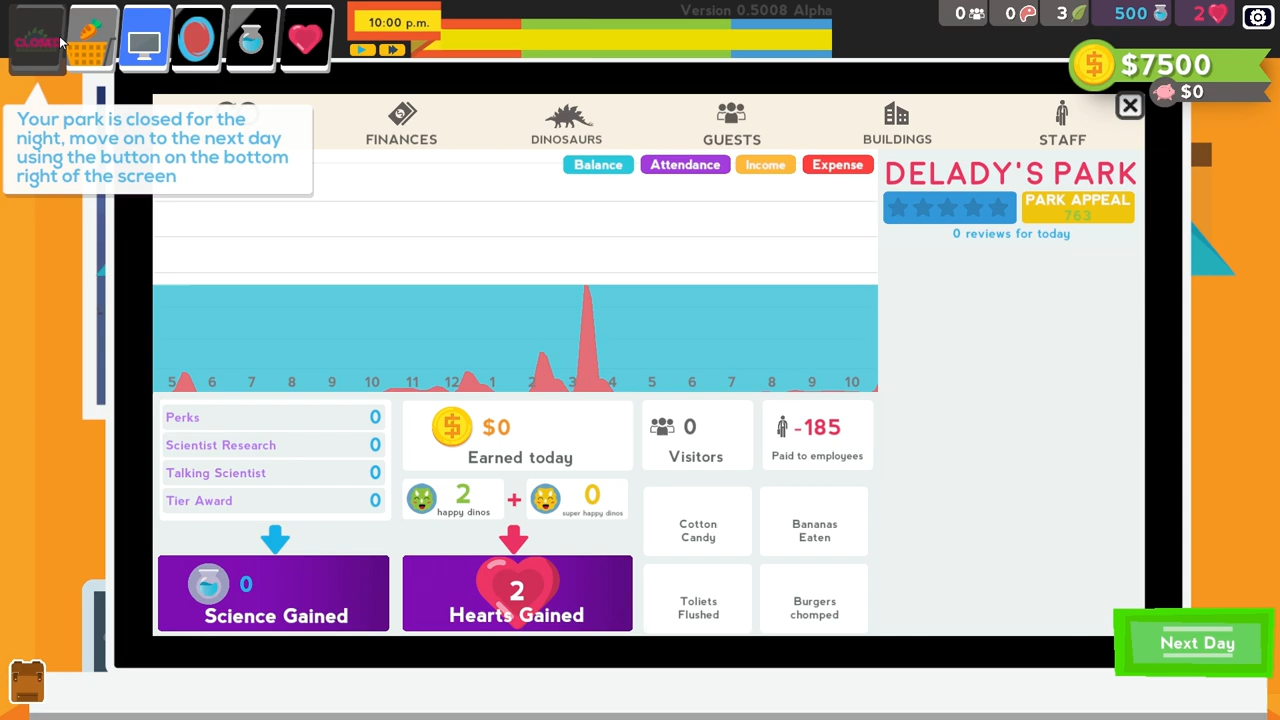 CLOSED
10:00 p.m.
Version 0.5008 Alpha
0
0
3
500
2
$7500
$0
Your park is closed for the
night, move on to the next day
using the button on the bottom
right of the screen
FINANCES
DINOSAURS
GUESTS
BUILDINGS
STAFF
Balance
Attendance
Income
Expense
DELADY'S PARK
PARK APPEAL
763
0 reviews for today
5 6 7 8 9 10 11 12 1 2 3 4 5 6 7 8 9 10
Perks 0
Scientist Research 0
Talking Scientist 0
Tier Award 0
$0
Earned today
0
Visitors
-185
Paid to employees
2
happy dinos
+
0
super happy dinos
Cotton
Candy
Bananas
Eaten
0
Science Gained
2
Hearts Gained
Toliets
Flushed
Burgers
chomped
Next Day